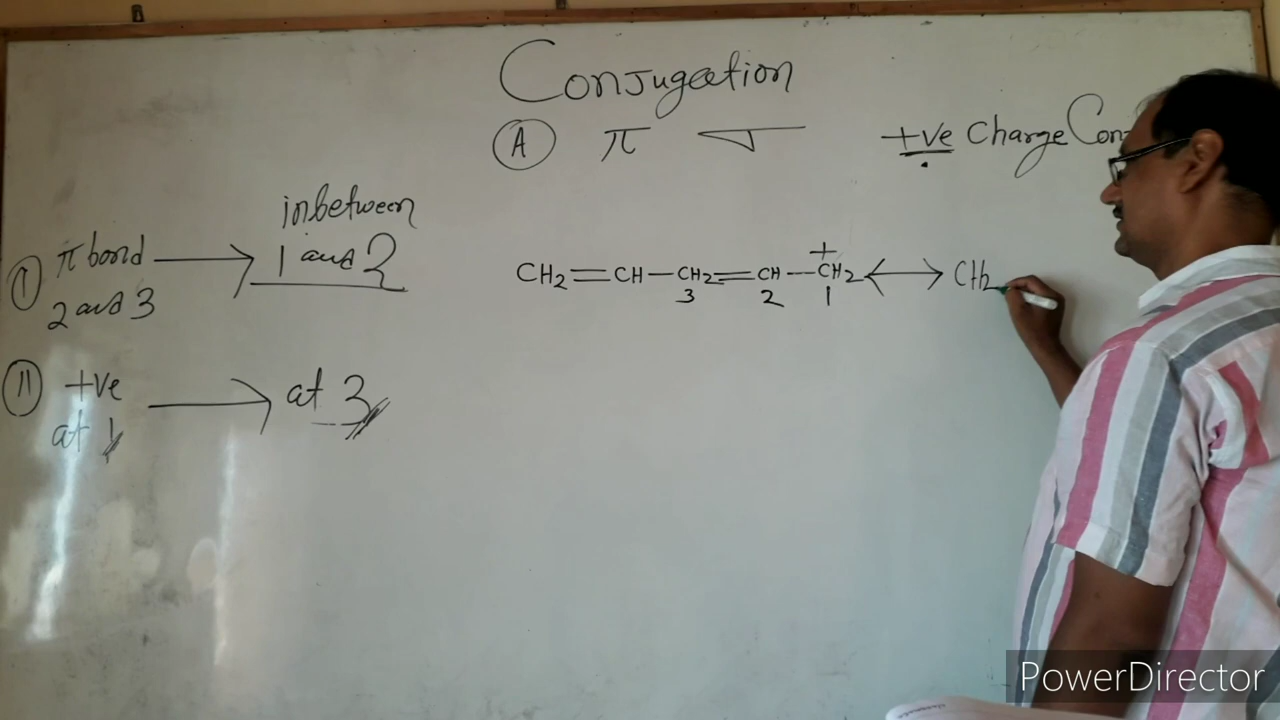 Conjugation
A π σ +ve Charge Con
inbetween
I π bond → 1 and 2
2 and 3
CH2=CH-CH2=CH-CH2 ↔ CH2
+
3 2 1
II +ve → at 3
at 1
PowerDirector